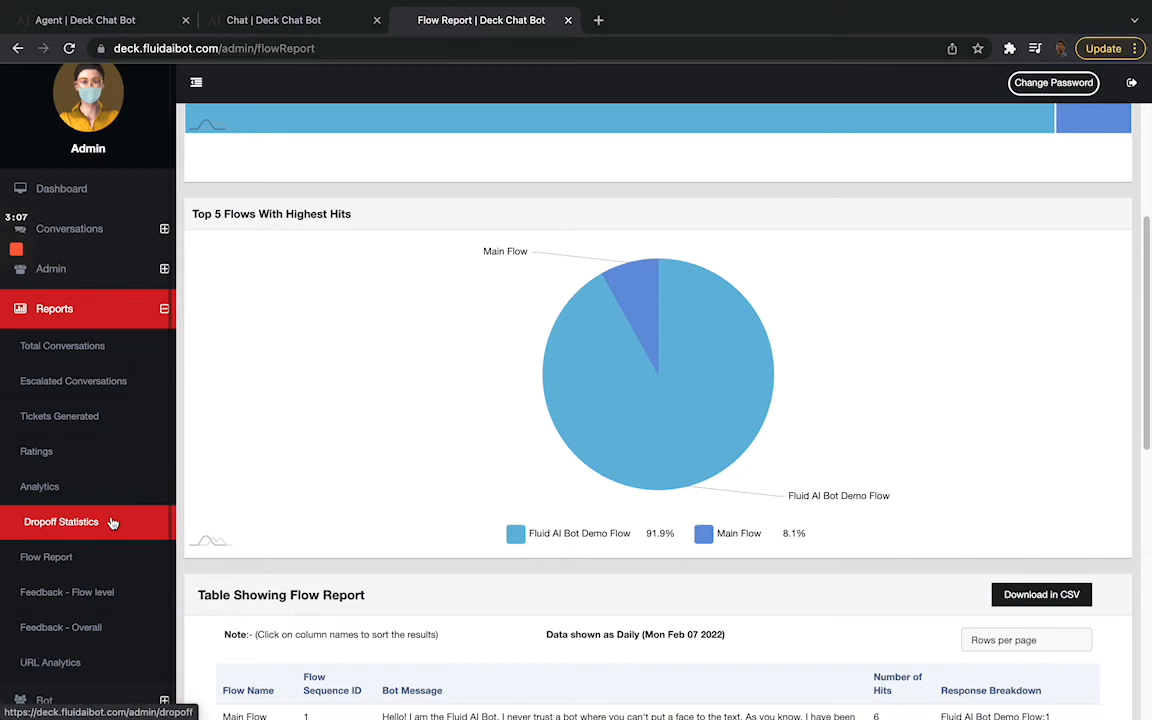 Agent | Deck Chat Bot
Chat | Deck Chat Bot
Flow Report | Deck Chat Bot
deck.fluidaibot.com/admin/flowReport
Update
Change Password
Admin
Dashboard
3:07
Conversations
Admin
Reports
Total Conversations
Escalated Conversations
Tickets Generated
Ratings
Analytics
Dropoff Statistics
Flow Report
Feedback - Flow level
Feedback - Overall
URL Analytics
Bot
https://deck.fluidaibot.com/admin/dropoff
Top 5 Flows With Highest Hits
Main Flow
Fluid AI Bot Demo Flow
Fluid AI Bot Demo Flow 91.9% Main Flow 8.1%
Table Showing Flow Report
Download in CSV
Note:- (Click on column names to sort the results)
Data shown as Daily (Mon Feb 07 2022)
Rows per page
Flow Name
Flow
Sequence ID
Bot Message
Number of
Hits
Response Breakdown
Main Flow 1 Hello! I am the Fluid AI Bot. I never trust a bot where you can't put a face to the text. As you know, I have been 6 Fluid AI Bot Demo Flow:1